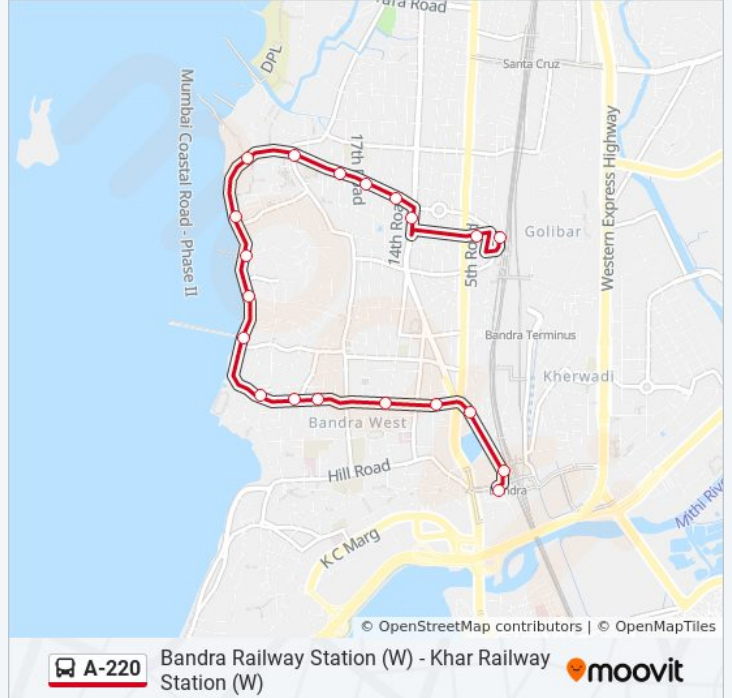 ara Road
DPL
Santa Cruz
Mumbai Coastal Road - Phase II
17th Road
Western Express Highway
14th Road
5th Road
Golibar
Bandra Terminus
Kherwadi
Bandra West
Hill Road
Bandra
Mithi Rive
K C Marg
© OpenStreetMap contributors | © OpenMapTiles
A-220
Bandra Railway Station (W) - Khar Railway
Station (W)
moovit